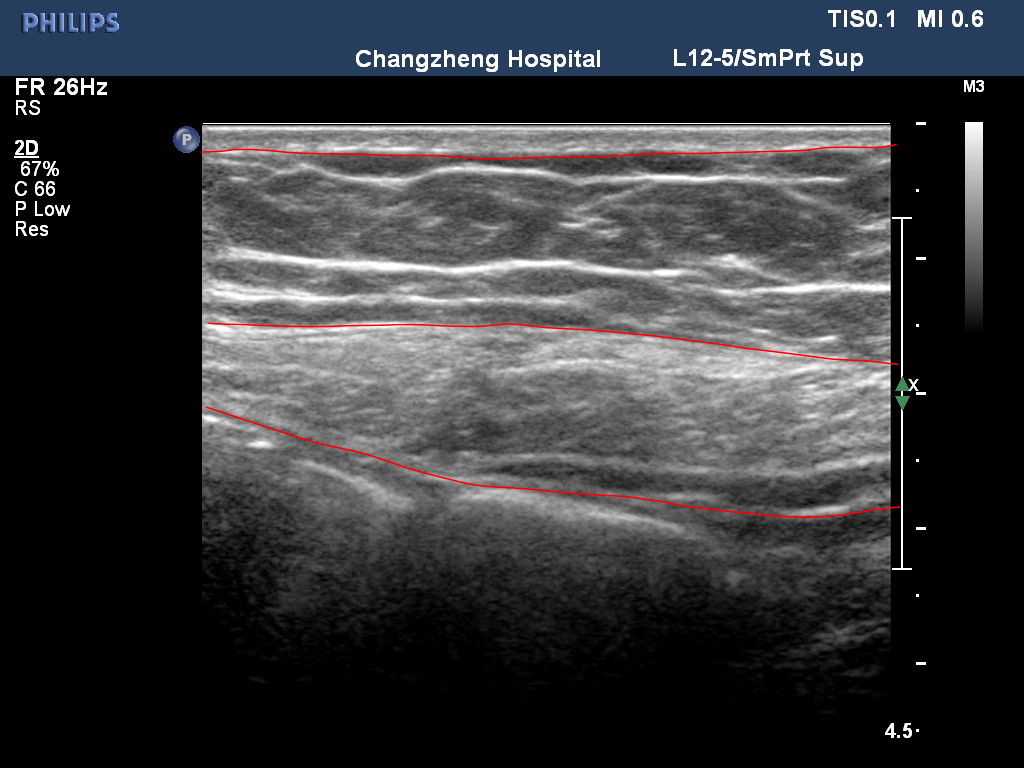 PHILIPS
TIS0.1 MI 0.6
Changzheng Hospital
L12-5/SmPrt Sup
FR 26Hz
RS
M3
P
2D
67%
C 66
P Low
Res
X
4.5